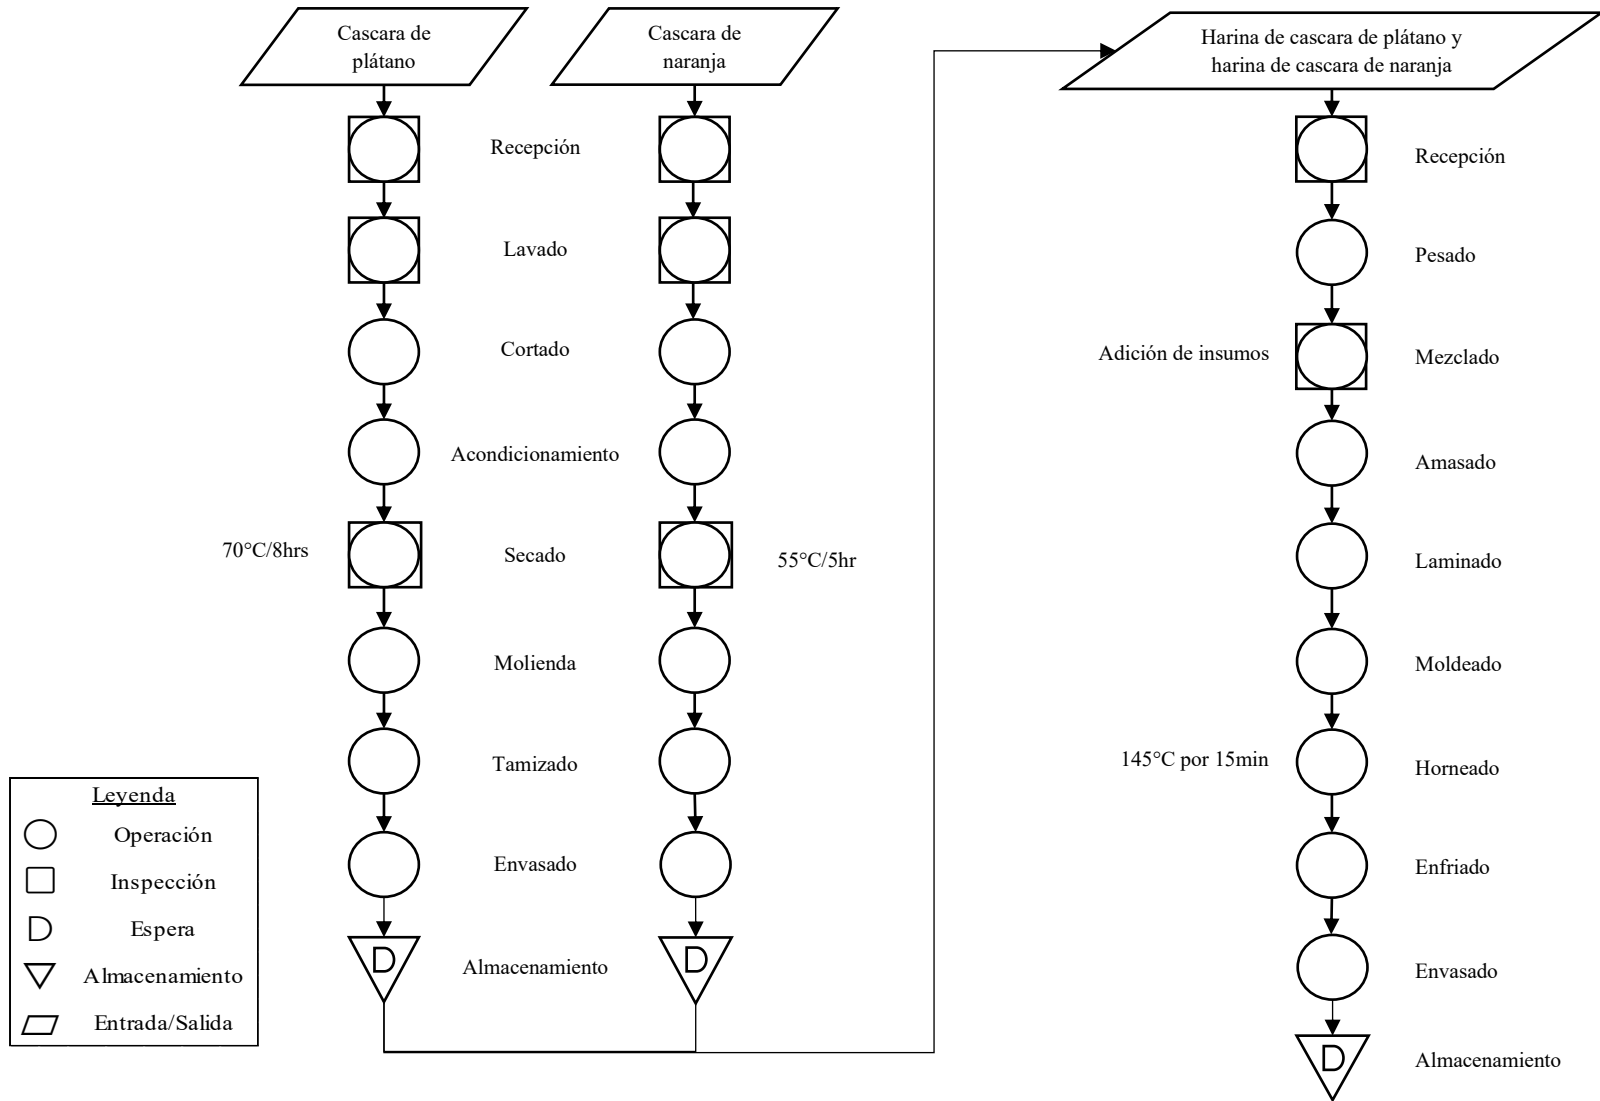 Cascara de
plátano
Cascara de
naranja
Harina de cascara de plátano y
harina de cascara de naranja
Recepción
Lavado
Cortado
Acondicionamiento
70°C/8hrs
Secado
55°C/5hr
Molienda
Tamizado
Envasado
D
Almacenamiento
D
Recepción
Pesado
Adición de insumos
Mezclado
Amasado
Laminado
Moldeado
145°C por 15min
Horneado
Enfriado
Envasado
D
Almacenamiento
Leyenda
Operación
Inspección
D
Espera
Almacenamiento
Entrada/Salida